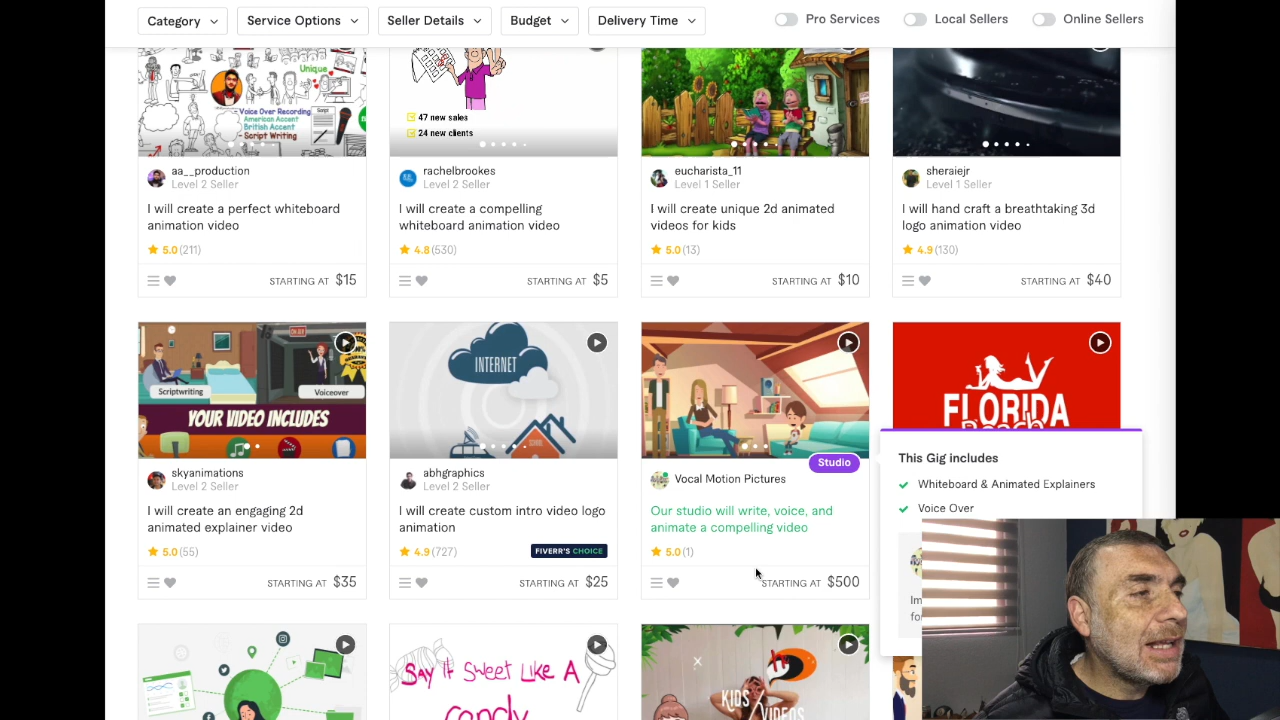 Category
Service Options
Seller Details
Budget
Delivery Time
Pro Services
Local Sellers
Online Sellers
Unique
Voice Over Recording
American Accent
British Accent
- Script Writing
Script
47 new sales
24 new clients
aa__production
Level 2 Seller
I will create a perfect whiteboard
animation video
5.0 (211)
STARTING AT $15
rachelbrookes
Level 2 Seller
I will create a compelling
whiteboard animation video
4.8 (530)
STARTING AT $5
eucharista_11
Level 1 Seller
I will create unique 2d animated
videos for kids
5.0 (13)
STARTING AT $10
sheraiejr
Level 1 Seller
I will hand craft a breathtaking 3d
logo animation video
4.9 (130)
STARTING AT $40
Scriptwriting
Voiceover
YOUR VIDEO INCLUDES
INTERNET
FLORIDA
Beach
skyanimations
Level 2 Seller
I will create an engaging 2d
animated explainer video
5.0 (55)
STARTING AT $35
abhgraphics
Level 2 Seller
I will create custom intro video logo
animation
4.9 (727)
FIVERR'S CHOICE
STARTING AT $25
Studio
Vocal Motion Pictures
Our studio will write, voice, and
animate a compelling video
5.0 (1)
STARTING AT $500
This Gig includes
Whiteboard & Animated Explainers
Voice Over
SAY IT SWEET LIKE A
candy
KIDS VIDEOS